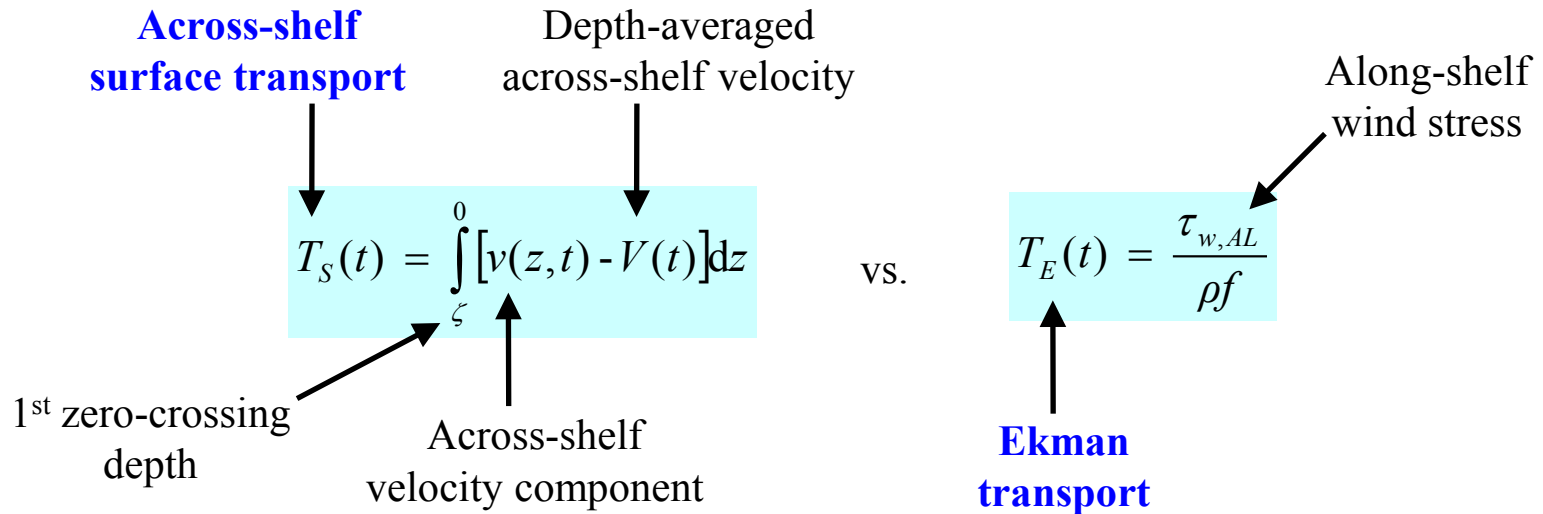 Across-shelf
surface transport
Depth-averaged
across-shelf velocity
Along-shelf
wind stress
T_S(t) = ∫_ζ^0 [v(z,t) - V(t)]dz
vs.
T_E(t) = τ_{w,AL} / ρf
1st zero-crossing
depth
Across-shelf
velocity component
Ekman
transport